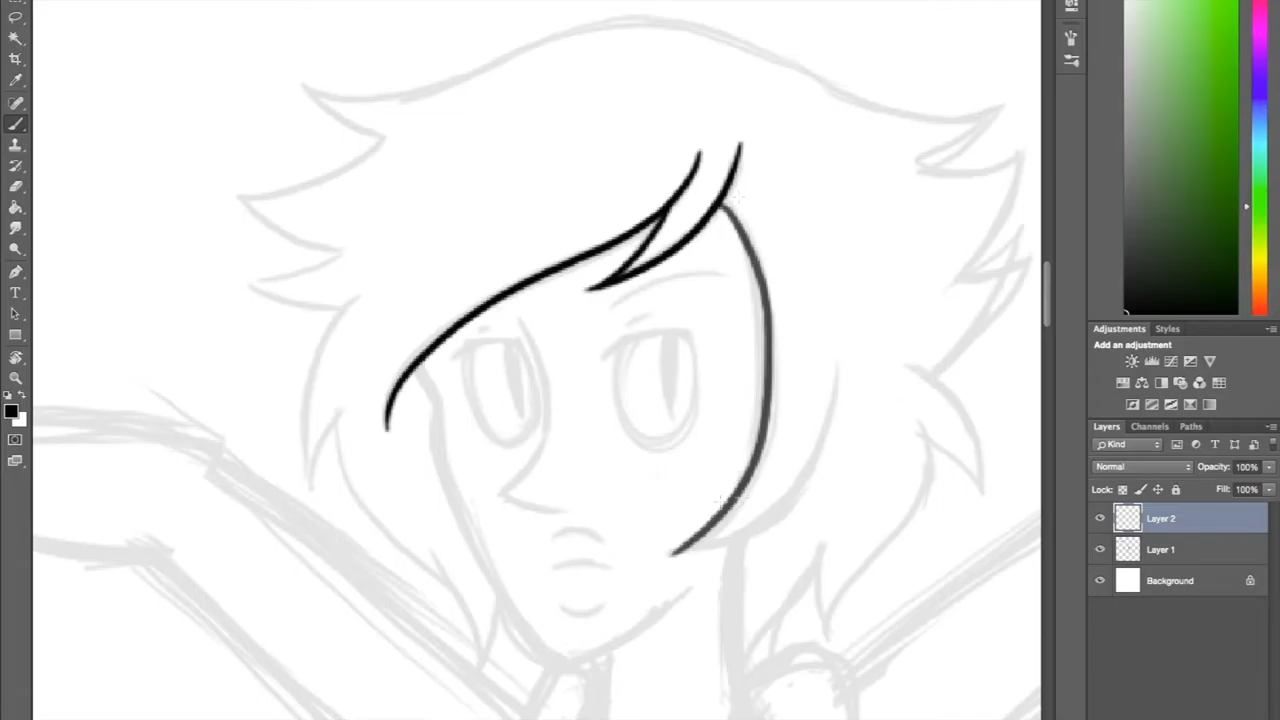 Adjustments Styles
Add an adjustment
Layers Channels Paths
Kind
Normal Opacity: 100%
Lock: Fill: 100%
Layer 2
Layer 1
Background